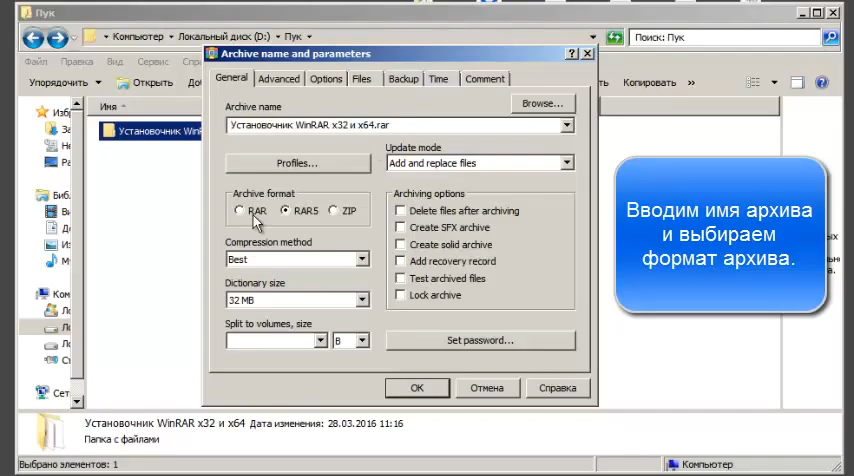 Пук
Компьютер
Локальный диск (D:)
Пук
Поиск: Пук
Файл
Правка
Вид
Сервис
Упорядочить
Открыть
Копировать
Имя
Archive name and parameters
General
Advanced
Options
Files
Backup
Time
Comment
Archive name
Browse...
Установочник WinRAR x32 и x64.rar
Profiles...
Update mode
Add and replace files
Archive format
RAR
RAR5
ZIP
Compression method
Best
Dictionary size
32 MB
Split to volumes, size
B
Archiving options
Delete files after archiving
Create SFX archive
Create solid archive
Add recovery record
Test archived files
Lock archive
Set password...
OK
Отмена
Справка
Вводим имя архива
и выбираем
формат архива.
Установочник WinRAR x32 и x64 Дата изменения: 28.03.2016 11:16
Папка с файлами
Выбрано элементов: 1
Компьютер